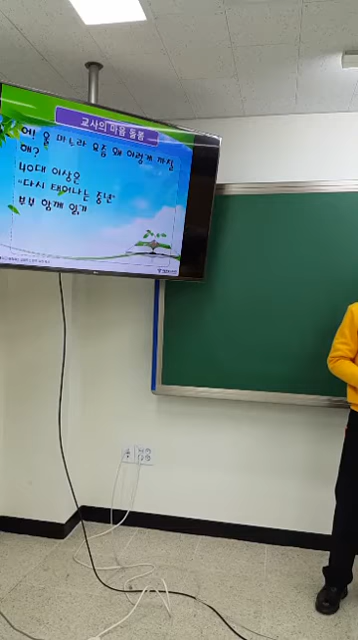 교사의 마음 돌봄
에! 울 마느라 요즘 왜 이렇게 까칠
해?
40대 이상은
"다시 태어나는 중년"
부부 함께 읽기